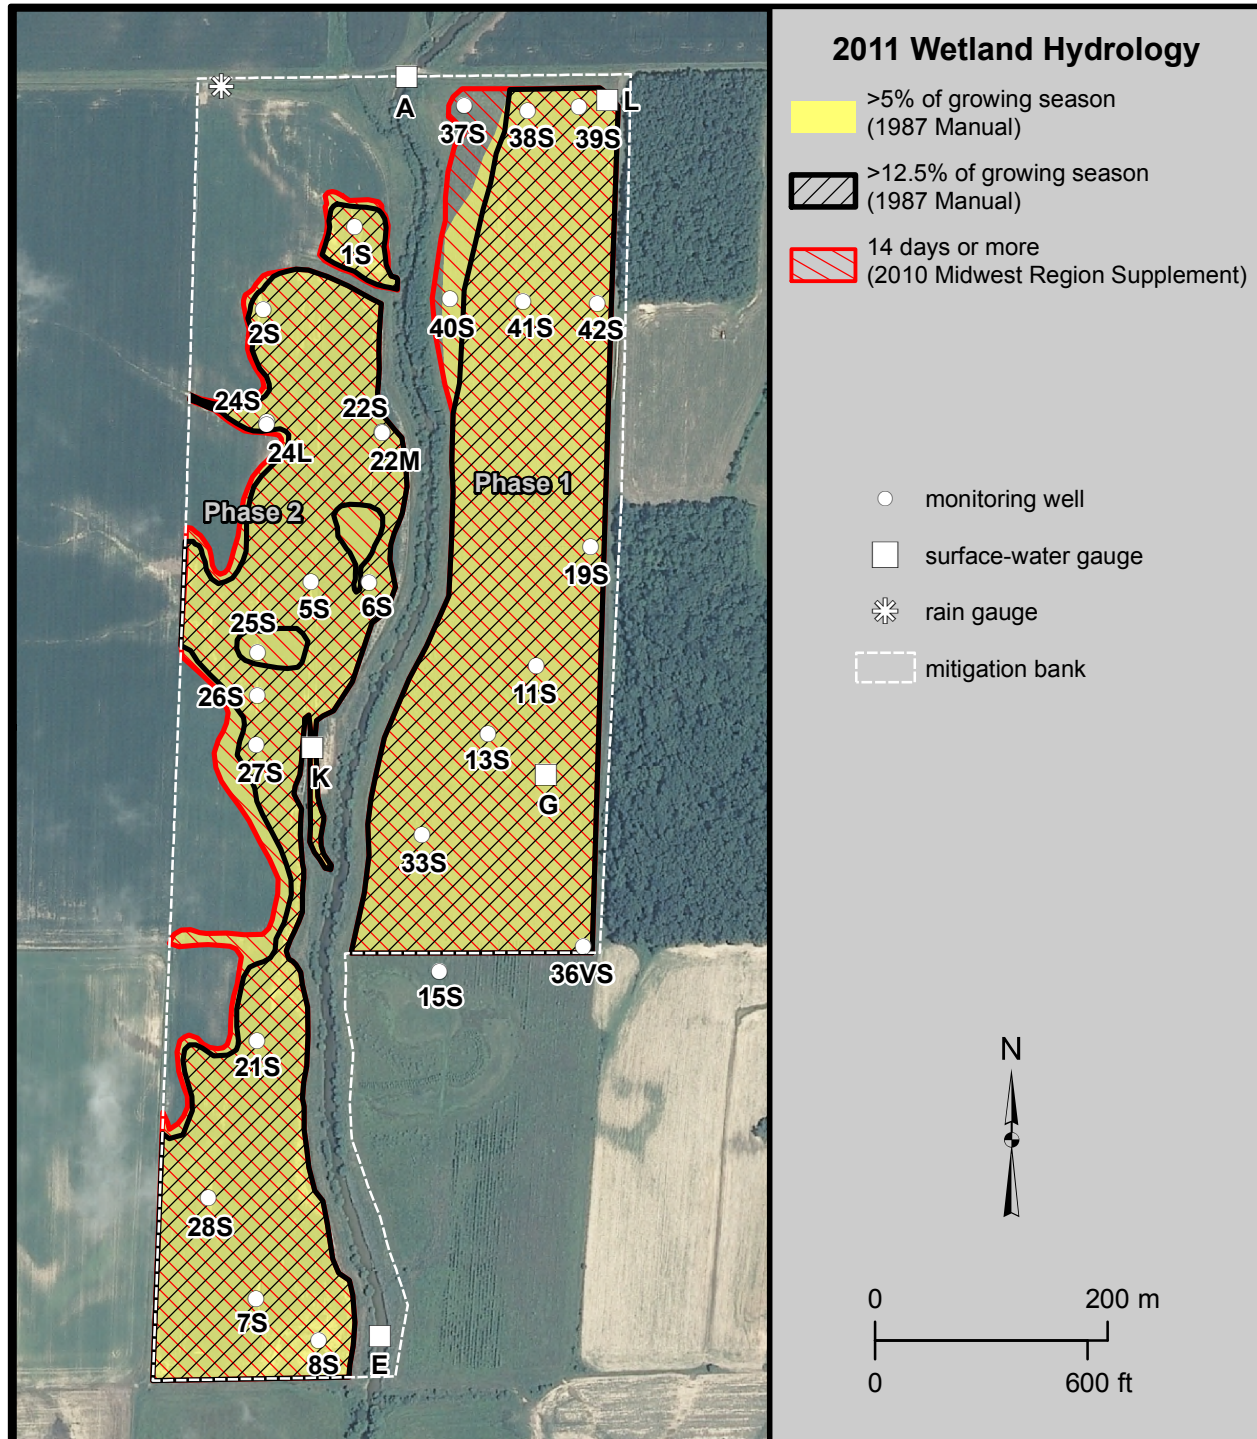 2011 Wetland Hydrology
>5% of growing season
(1987 Manual)
>12.5% of growing season
(1987 Manual)
14 days or more
(2010 Midwest Region Supplement)
monitoring well
surface-water gauge
rain gauge
mitigation bank
N
0 200 m
0 600 ft
A
L
37S
38S
39S
1S
2S
40S
41S
42S
24S
22S
24L
22M
Phase 1
Phase 2
19S
5S
6S
25S
26S
11S
13S
27S
K
G
33S
36VS
15S
21S
28S
7S
8S
E